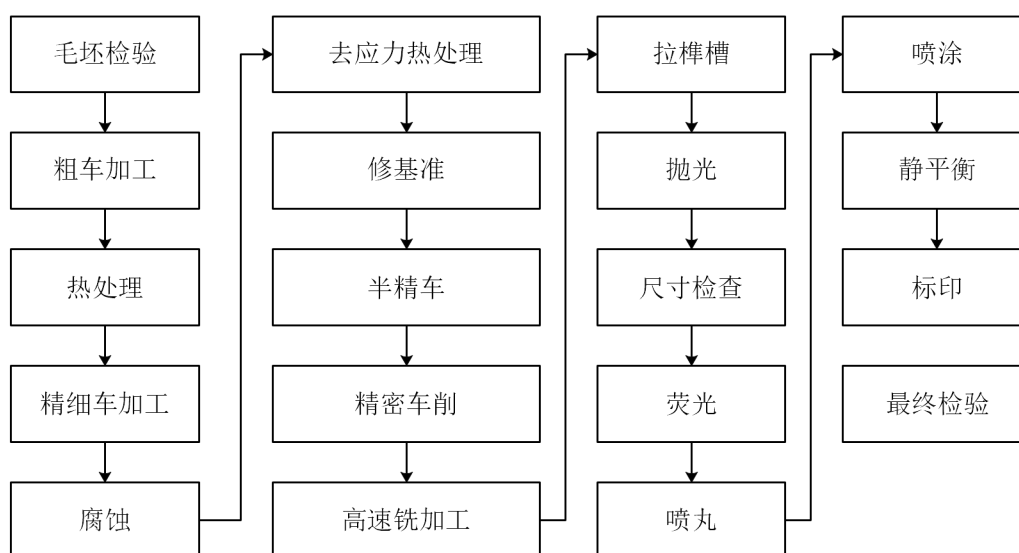 毛坯检验
粗车加工
热处理
精细车加工
腐蚀
去应力热处理
修基准
半精车
精密车削
高速铣加工
拉榫槽
抛光
尺寸检查
荧光
喷丸
喷涂
静平衡
标印
最终检验